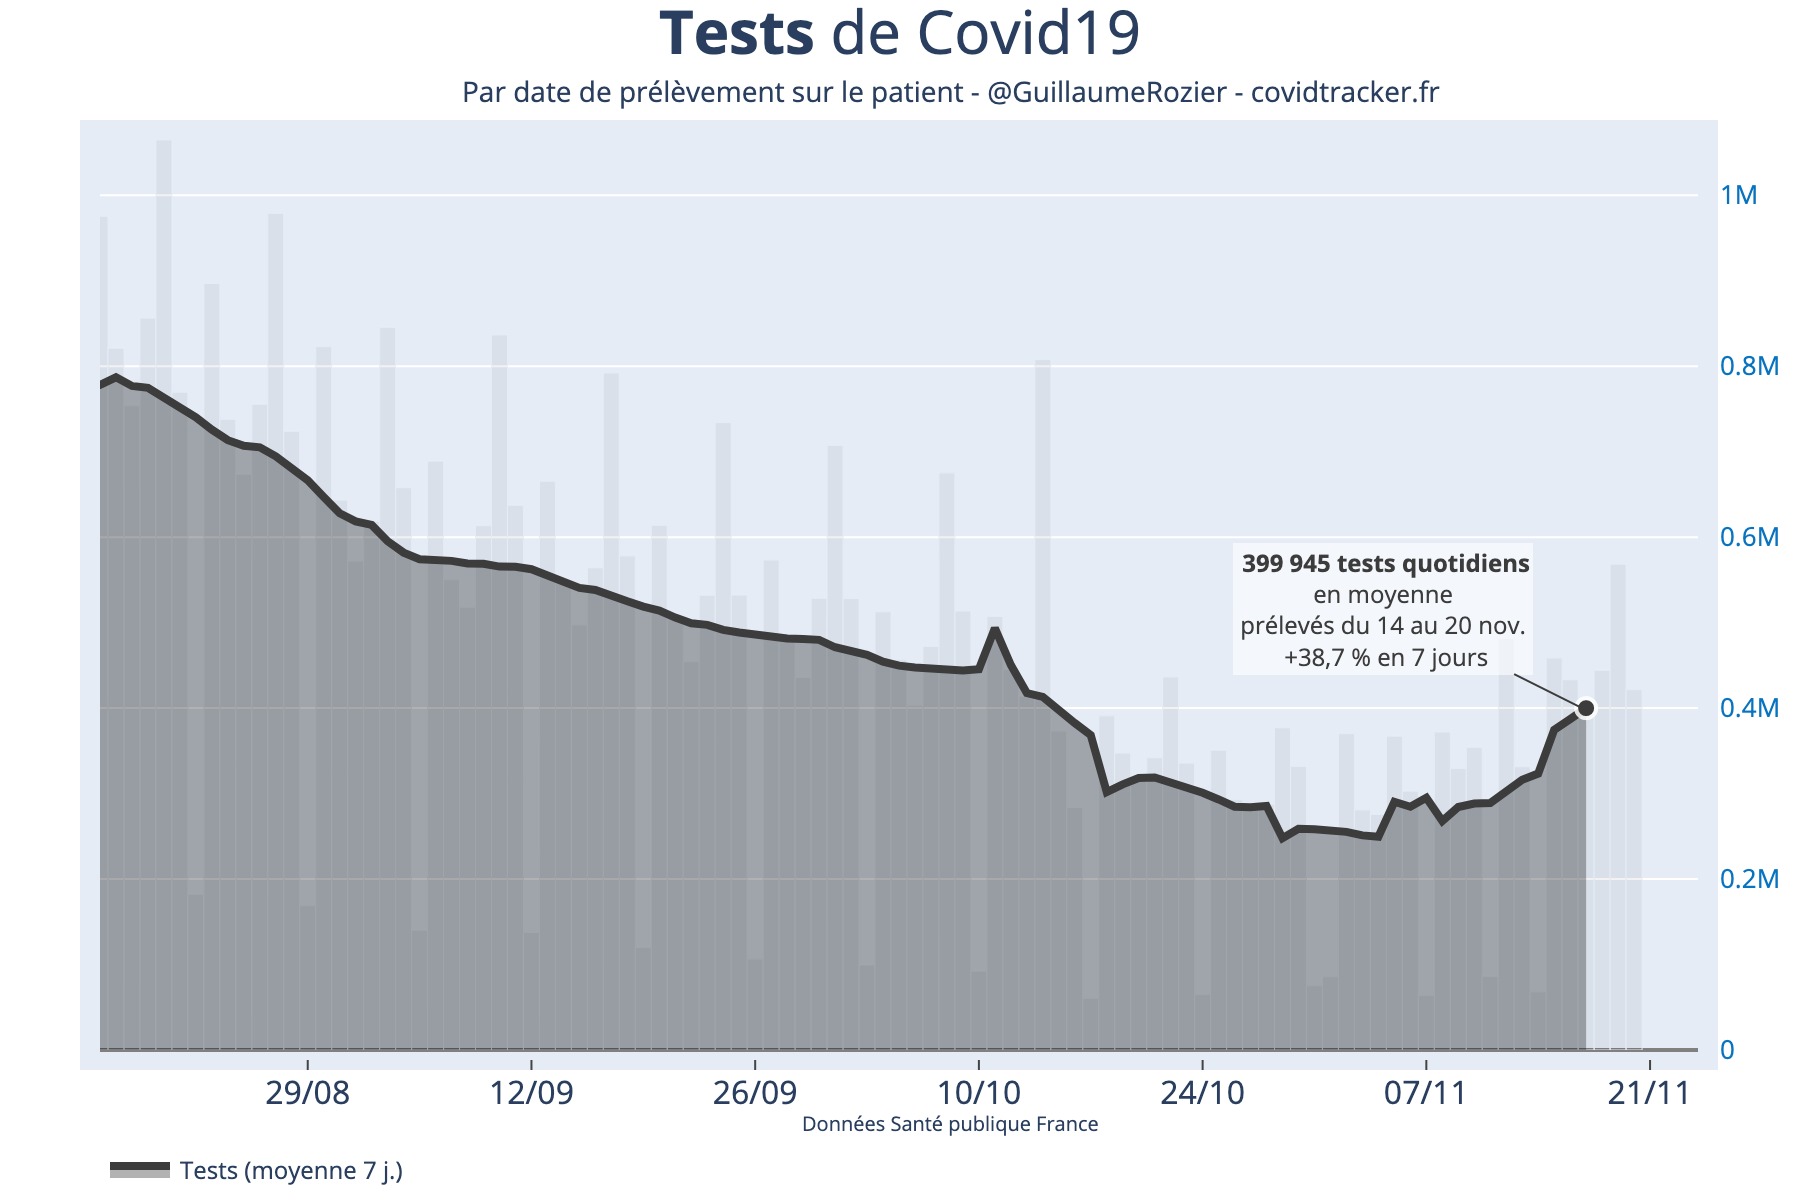 Tests de Covid19
Par date de prélèvement sur le patient - @GuillaumeRozier - covidtracker.fr
1M
0.8M
0.6M
399 945 tests quotidiens
en moyenne
prélevés du 14 au 20 nov.
+38,7 % en 7 jours
0.4M
0.2M
0
29/08 12/09 26/09 10/10 24/10 07/11 21/11
Données Santé publique France
Tests (moyenne 7 j.)